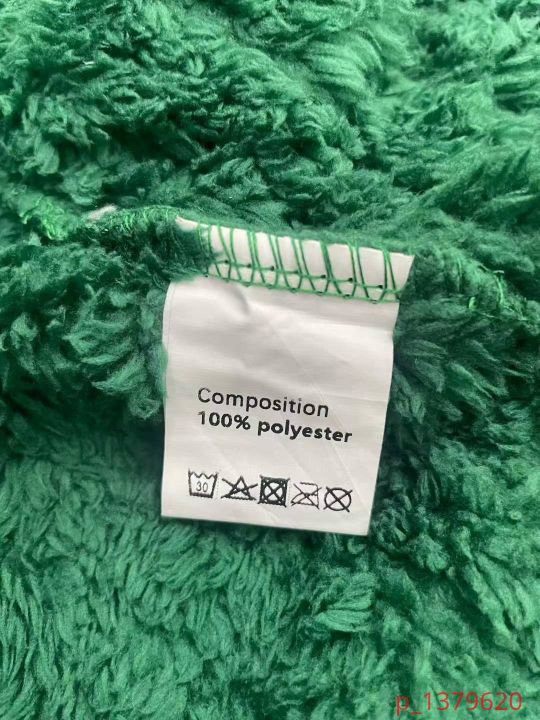 Composition
100% polyester
30
p_1379620